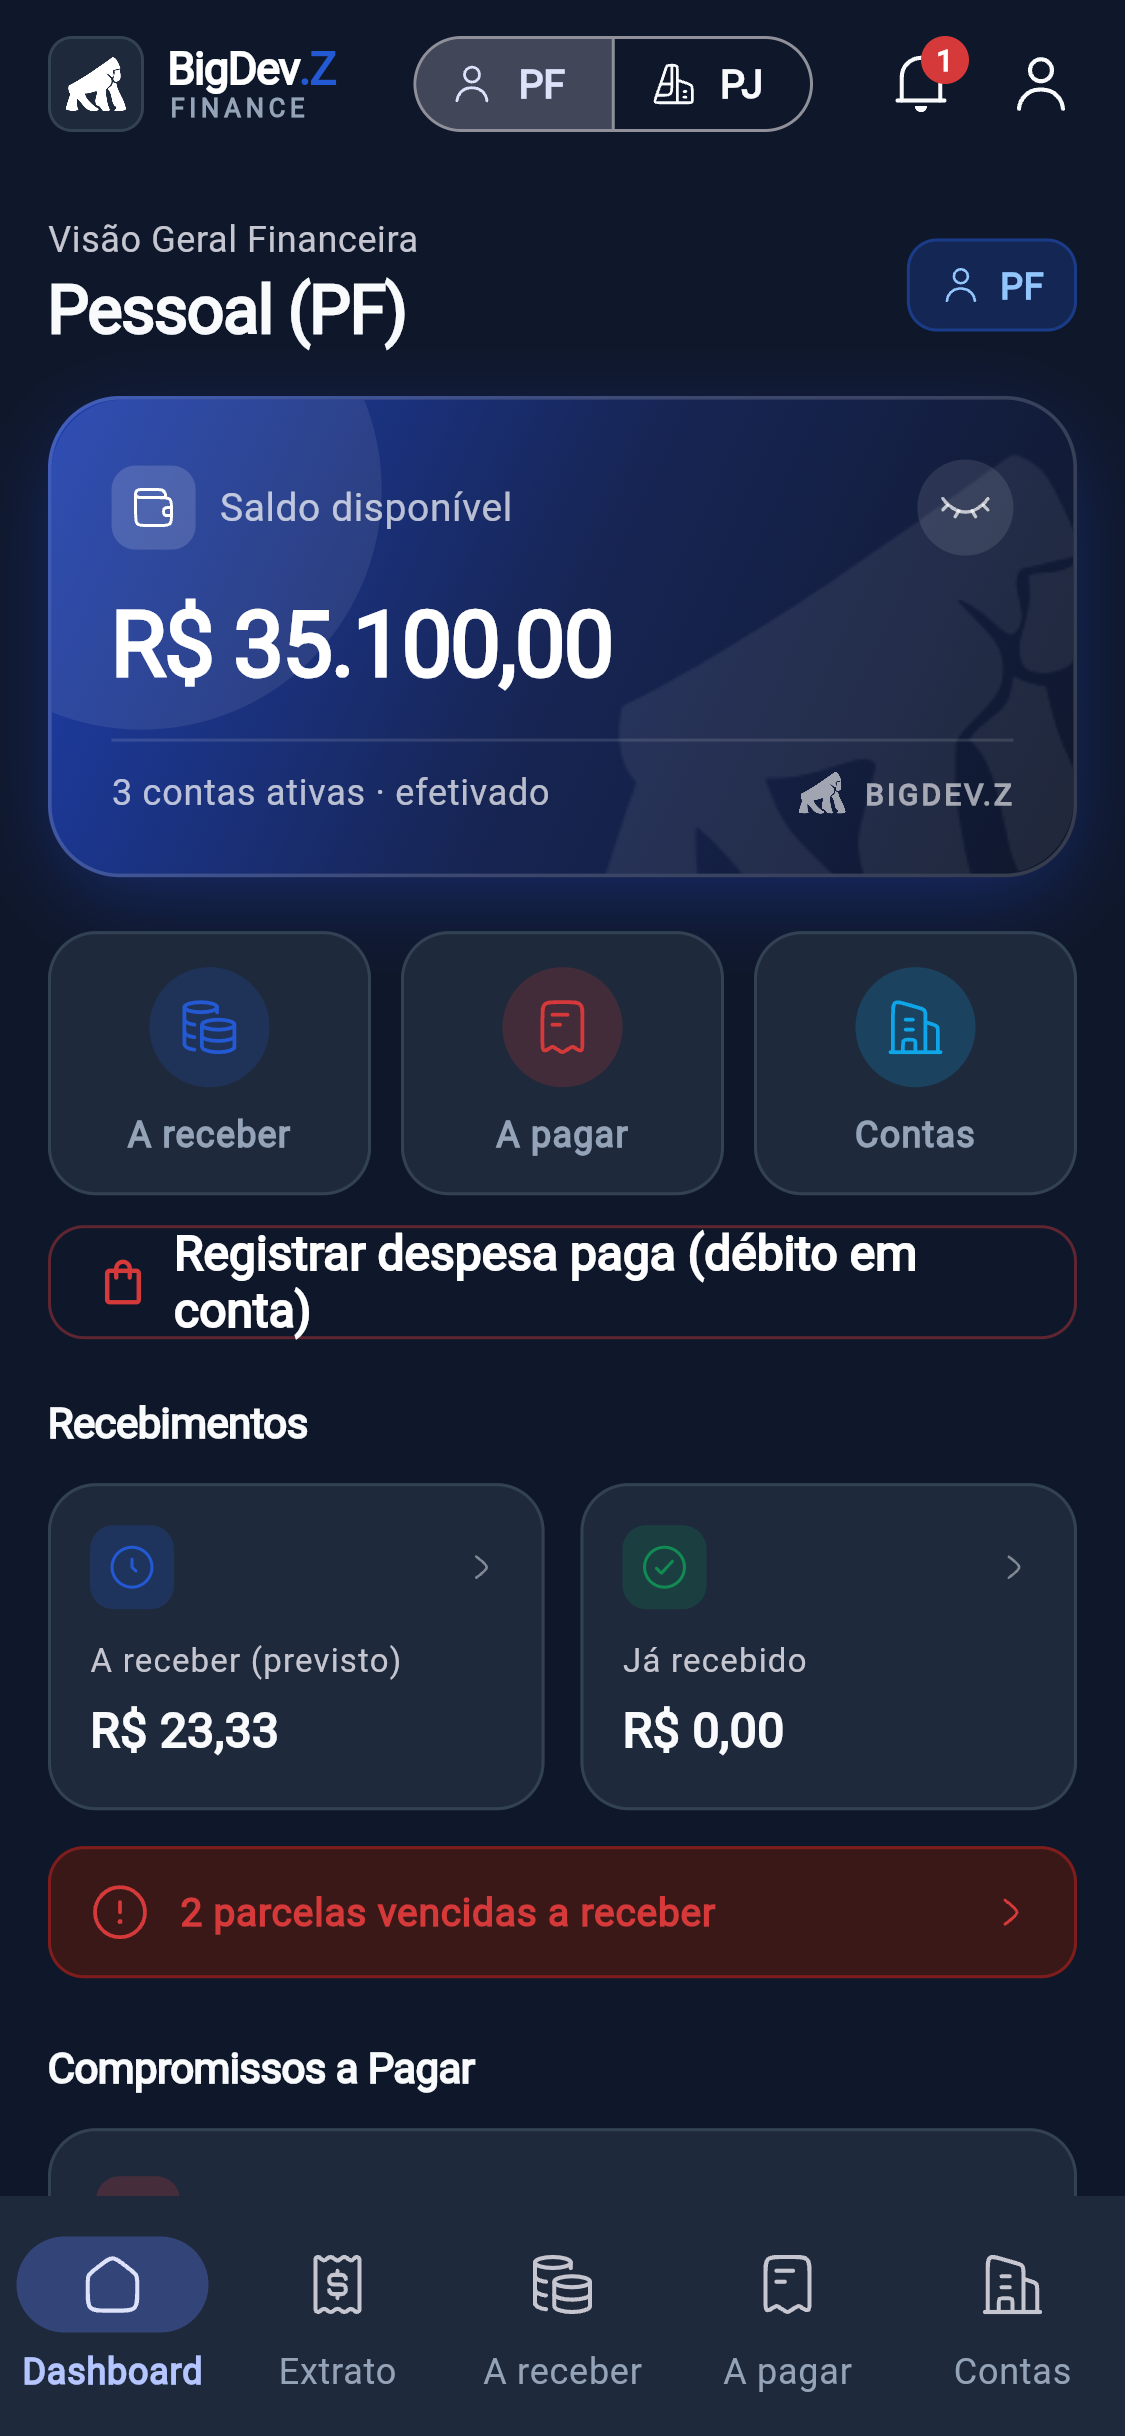 BigDev.Z
FINANCE
PF
PJ
1
Visão Geral Financeira
Pessoal (PF)
PF
Saldo disponível
R$ 35.100,00
3 contas ativas · efetivado
BIGDEV.Z
A receber
A pagar
Contas
Registrar despesa paga (débito em
conta)
Recebimentos
A receber (previsto)
R$ 23,33
Já recebido
R$ 0,00
2 parcelas vencidas a receber
Compromissos a Pagar
Dashboard
Extrato
A receber
A pagar
Contas